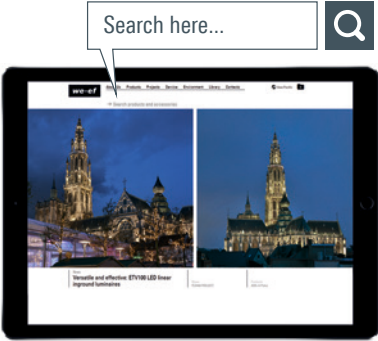 Search here...
we-ef
Products Projects Service Environment Library Contacts
Search products and accessories
Versatile and effective: ETV100 LED linear
inground luminaires